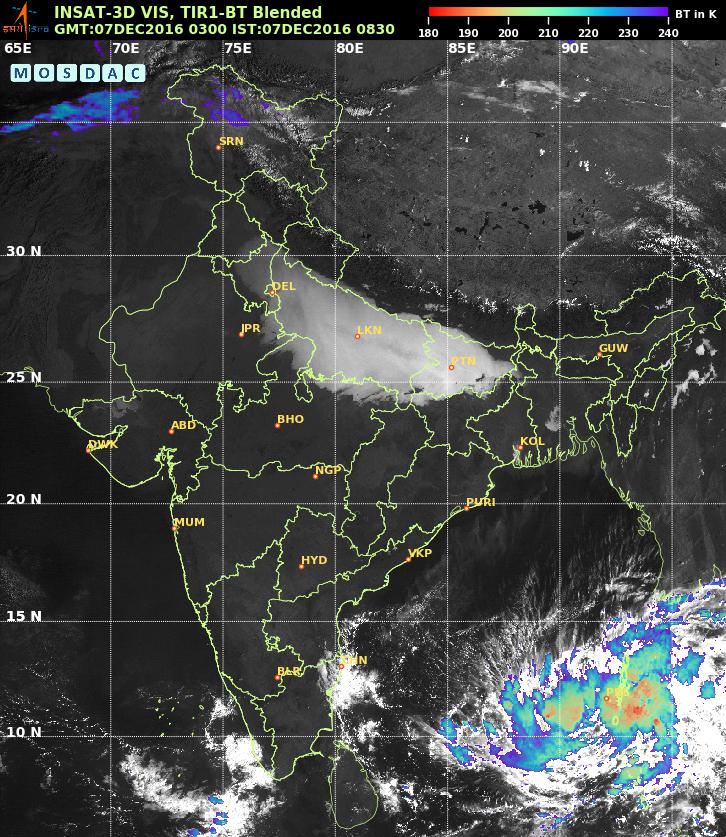 INSAT-3D VIS, TIR1-BT Blended
GMT:07DEC2016 0300 IST:07DEC2016 0830
BT in K
180 190 200 210 220 230 240
65E 70E 75E 80E 85E 90E
MOSDAC
SRN
30 N
DEL
JPR LKN
GUW
PTN
25 N
ABD BHO
DWK KOL
NGP
20 N PURI
MUM
VKP
HYD
15 N
CHN
BLR
10 N